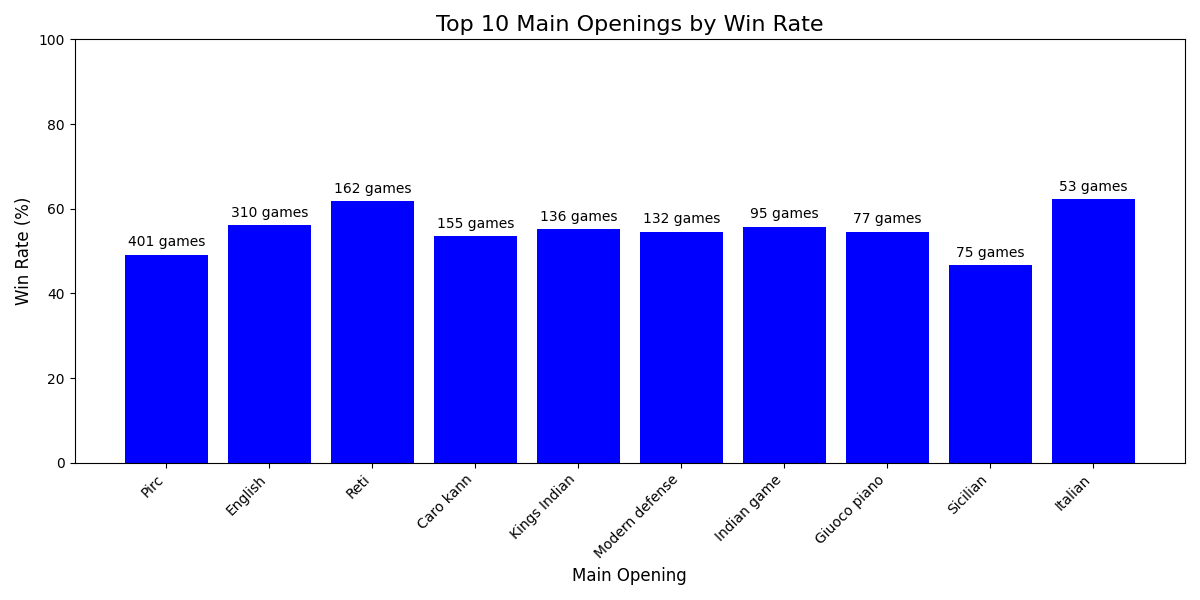 Top 10 Main Openings by Win Rate
Win Rate (%)
100
80
60
40
20
0
401 games
310 games
162 games
155 games
136 games
132 games
95 games
77 games
75 games
53 games
Pirc
English
Reti
Caro kann
Kings Indian
Modern defense
Indian game
Giuoco piano
Sicilian
Italian
Main Opening